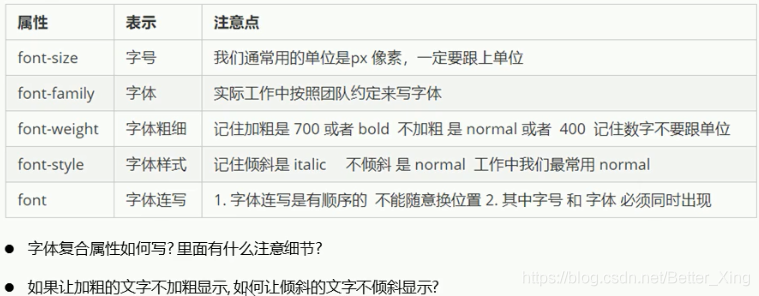 属性 表示 注意点
font-size 字号 我们通常用的单位是px 像素，一定要跟上单位
font-family 字体 实际工作中按照团队约定来写字体
font-weight 字体粗细 记住加粗是 700 或者 bold 不加粗 是 normal 或者 400 记住数字不要跟单位
font-style 字体样式 记住倾斜是 italic 不倾斜 是 normal 工作中我们最常用 normal
font 字体连写 1. 字体连写是有顺序的 不能随意换位置 2. 其中字号 和 字体 必须同时出现
● 字体复合属性如何写? 里面有什么注意细节?
● 如果让加粗的文字不加粗显示, 如何让倾斜的文字不倾斜显示?
https://blog.csdn.net/Better_Xing